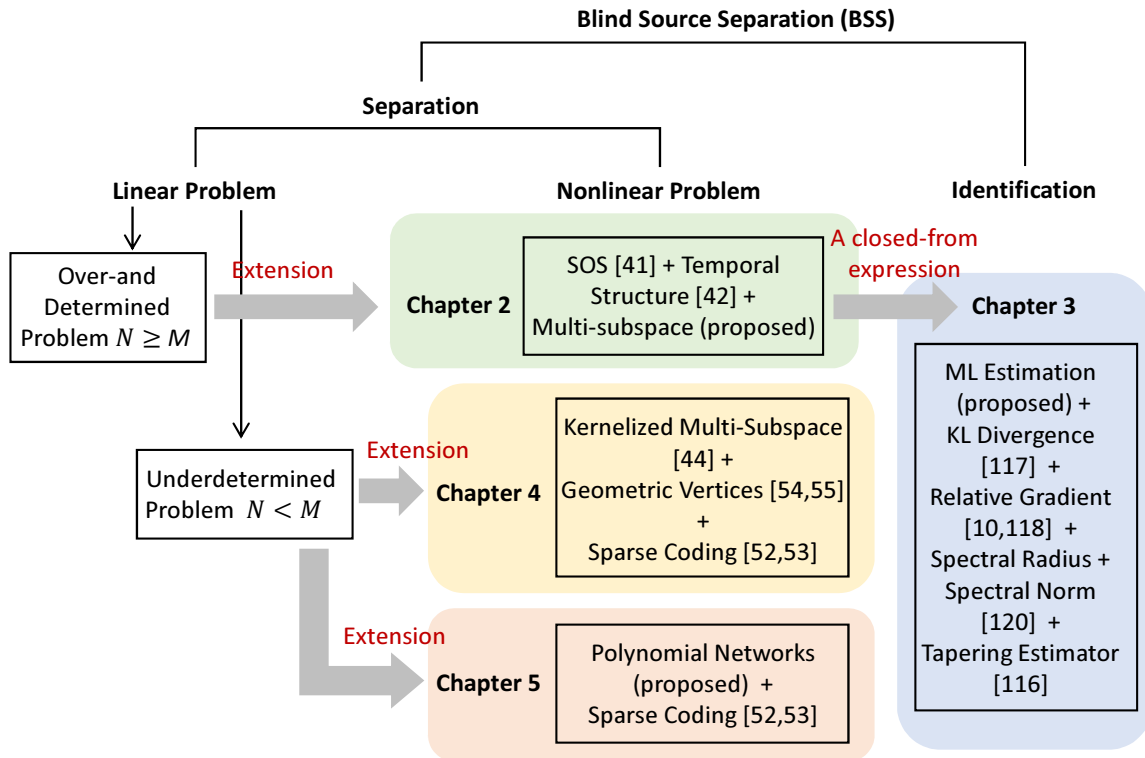 Blind Source Separation (BSS)
Separation
Linear Problem
Nonlinear Problem
Identification
Over-and
Determined
Problem N ≥ M
Extension
Chapter 2
SOS [41] + Temporal
Structure [42] +
Multi-subspace (proposed)
A closed-from
expression
Chapter 3
ML Estimation
(proposed) +
KL Divergence
[117] +
Relative Gradient
[10,118] +
Spectral Radius +
Spectral Norm
[120] +
Tapering Estimator
[116]
Underdetermined
Problem N < M
Extension
Chapter 4
Kernelized Multi-Subspace
[44] +
Geometric Vertices [54,55]
+
Sparse Coding [52,53]
Extension
Chapter 5
Polynomial Networks
(proposed) +
Sparse Coding [52,53]